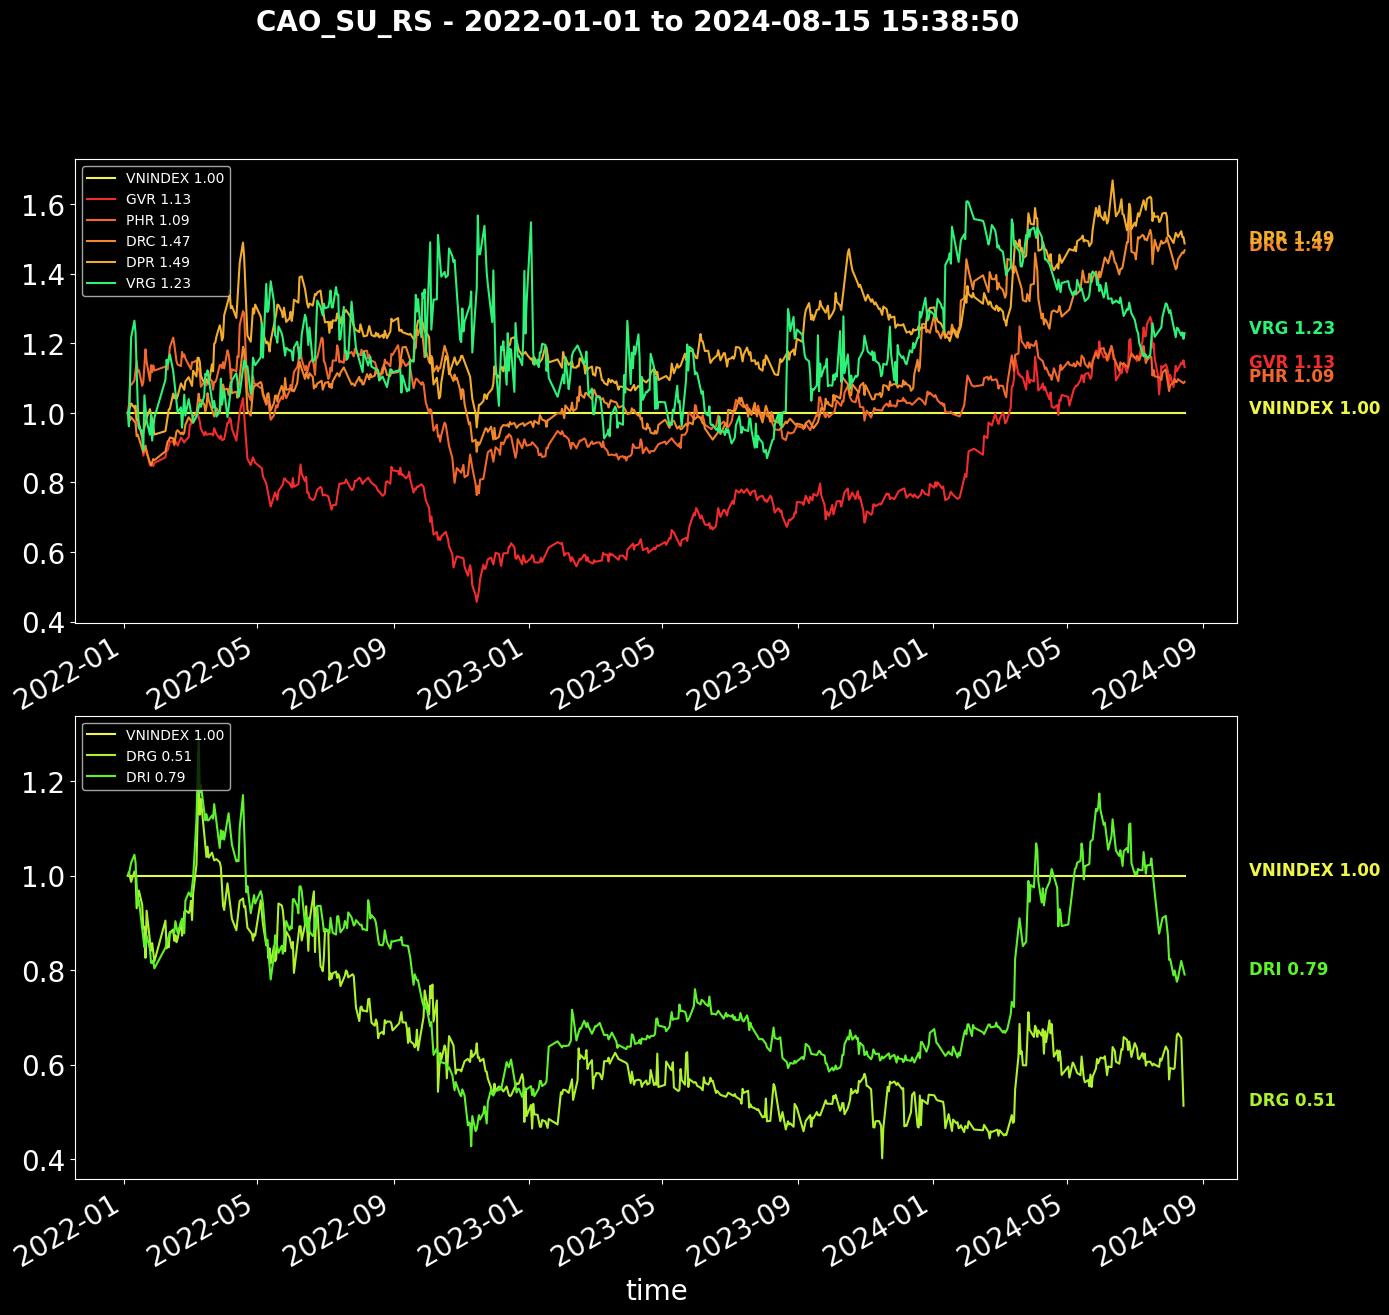 CAO_SU_RS - 2022-01-01 to 2024-08-15 15:38:50
VNINDEX 1.00
GVR 1.13
PHR 1.09
DRC 1.47
DPR 1.49
VRG 1.23
1.6
1.4
1.2
1.0
0.8
0.6
0.4
DPR 1.49
DRC 1.47
VRG 1.23
GVR 1.13
PHR 1.09
VNINDEX 1.00
2022-01
2022-05
2022-09
2023-01
2023-05
2023-09
2024-01
2024-05
2024-09
VNINDEX 1.00
DRG 0.51
DRI 0.79
1.2
1.0
0.8
0.6
0.4
VNINDEX 1.00
DRI 0.79
DRG 0.51
2022-01
2022-05
2022-09
2023-01
2023-05
2023-09
2024-01
2024-05
2024-09
time